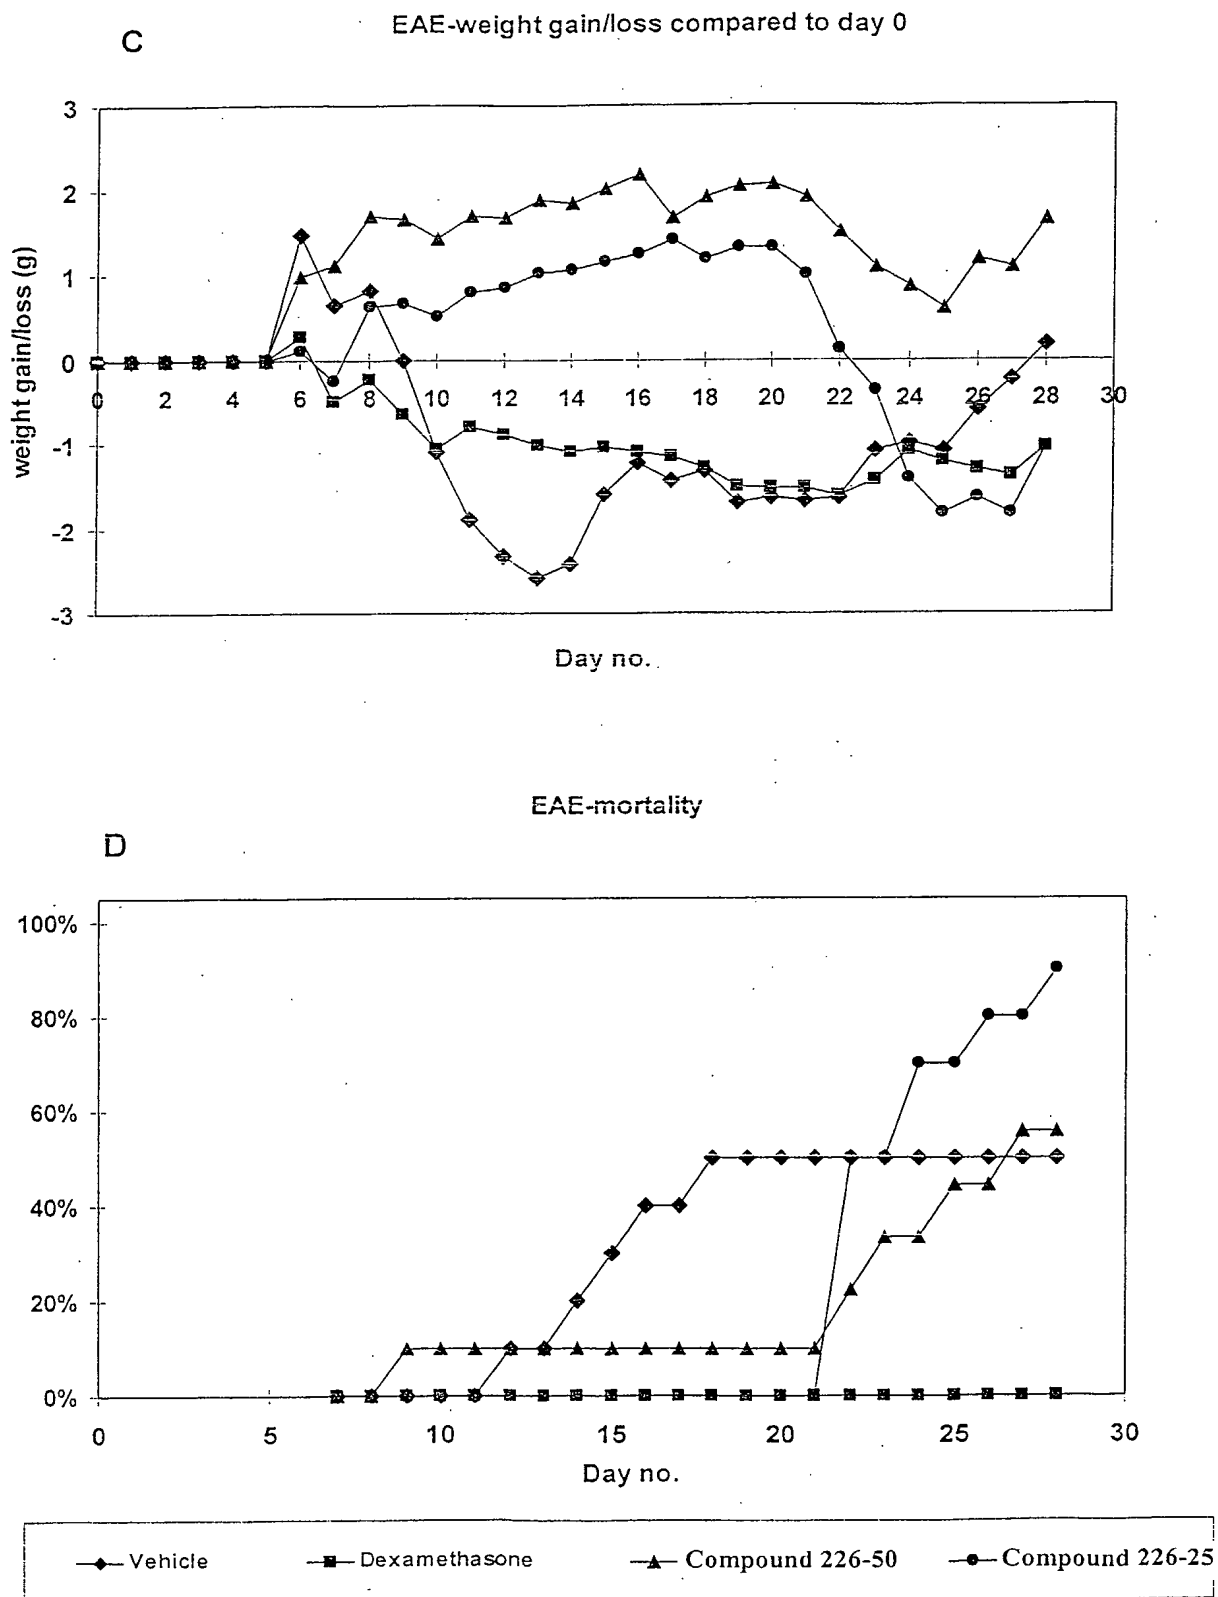 EAE-weight gain/loss compared to day 0
C
3
2
1
0
-1
-2
-3
weight gain/loss (g)
0 2 4 6 8 10 12 14 16 18 20 22 24 26 28 30
Day no.
EAE-mortality
D
100%
80%
60%
40%
20%
0%
0 5 10 15 20 25 30
Day no.
Vehicle Dexamethasone Compound 226-50 Compound 226-25